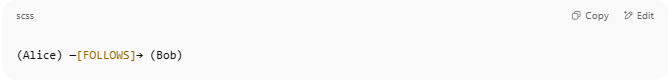 scss
Copy
Edit
(Alice) —[FOLLOWS]→ (Bob)